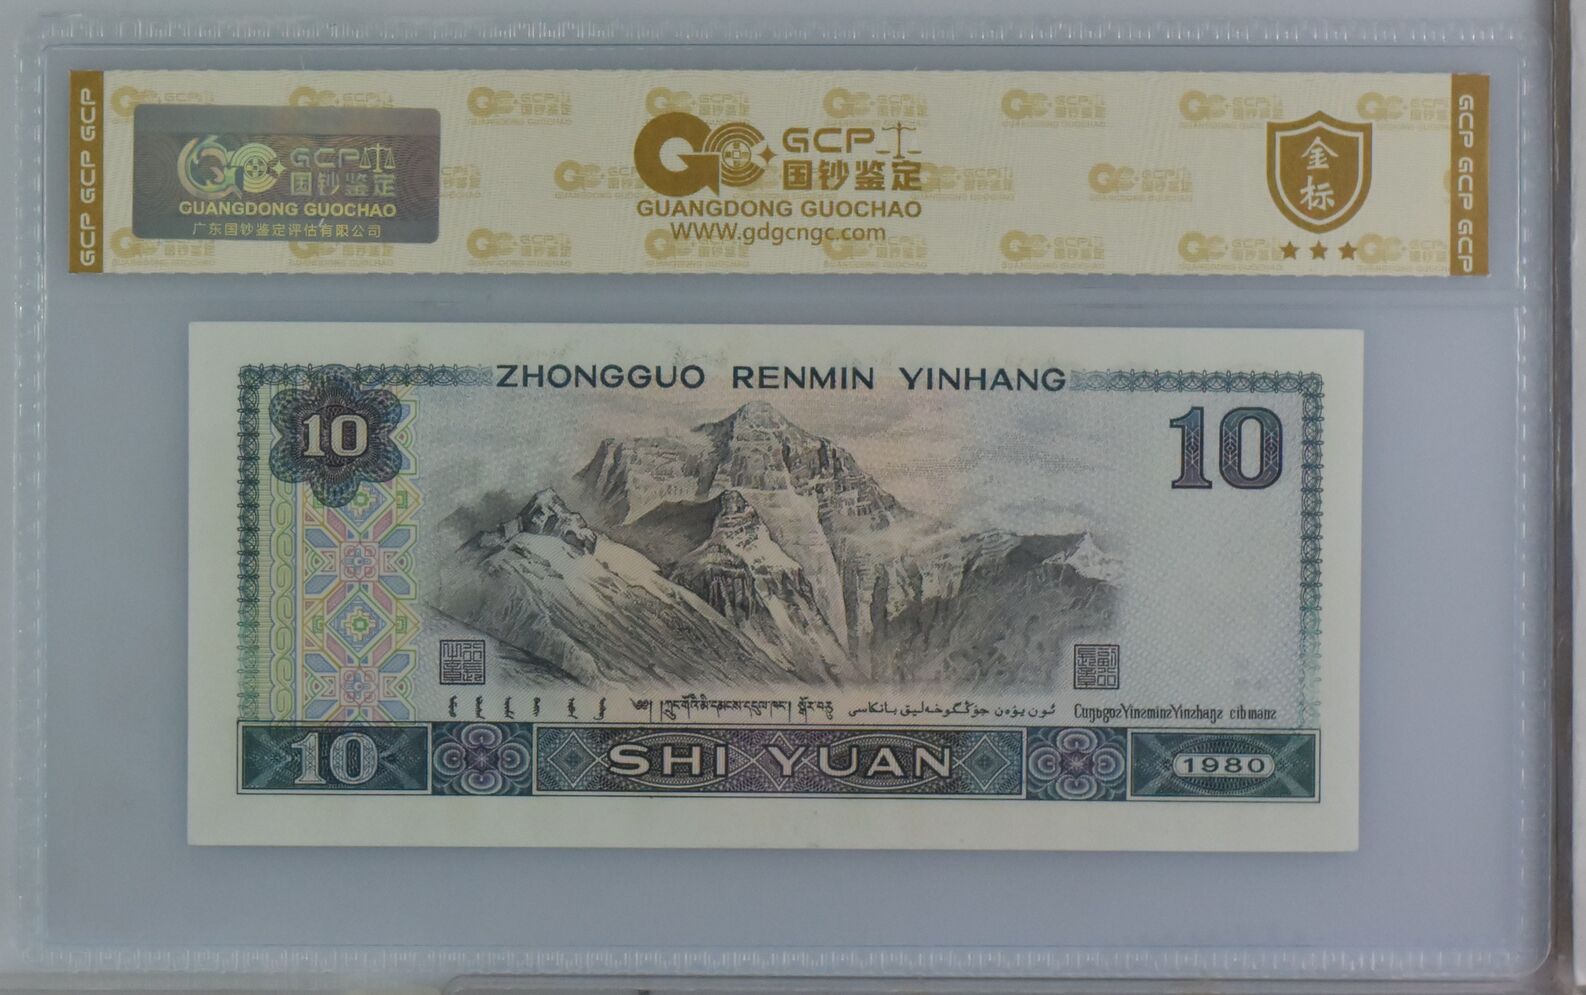 GCP GCP GCP
GCP 国钞鉴定
GUANGDONG GUOCHAO
广东国钞鉴定评估有限公司
GCP
国钞鉴定
GUANGDONG GUOCHAO
WWW.gdgcngc.com
金标
GCP GCP GCP
ZHONGGUO RENMIN YINHANG
10
10
10
SHI YUAN
1980